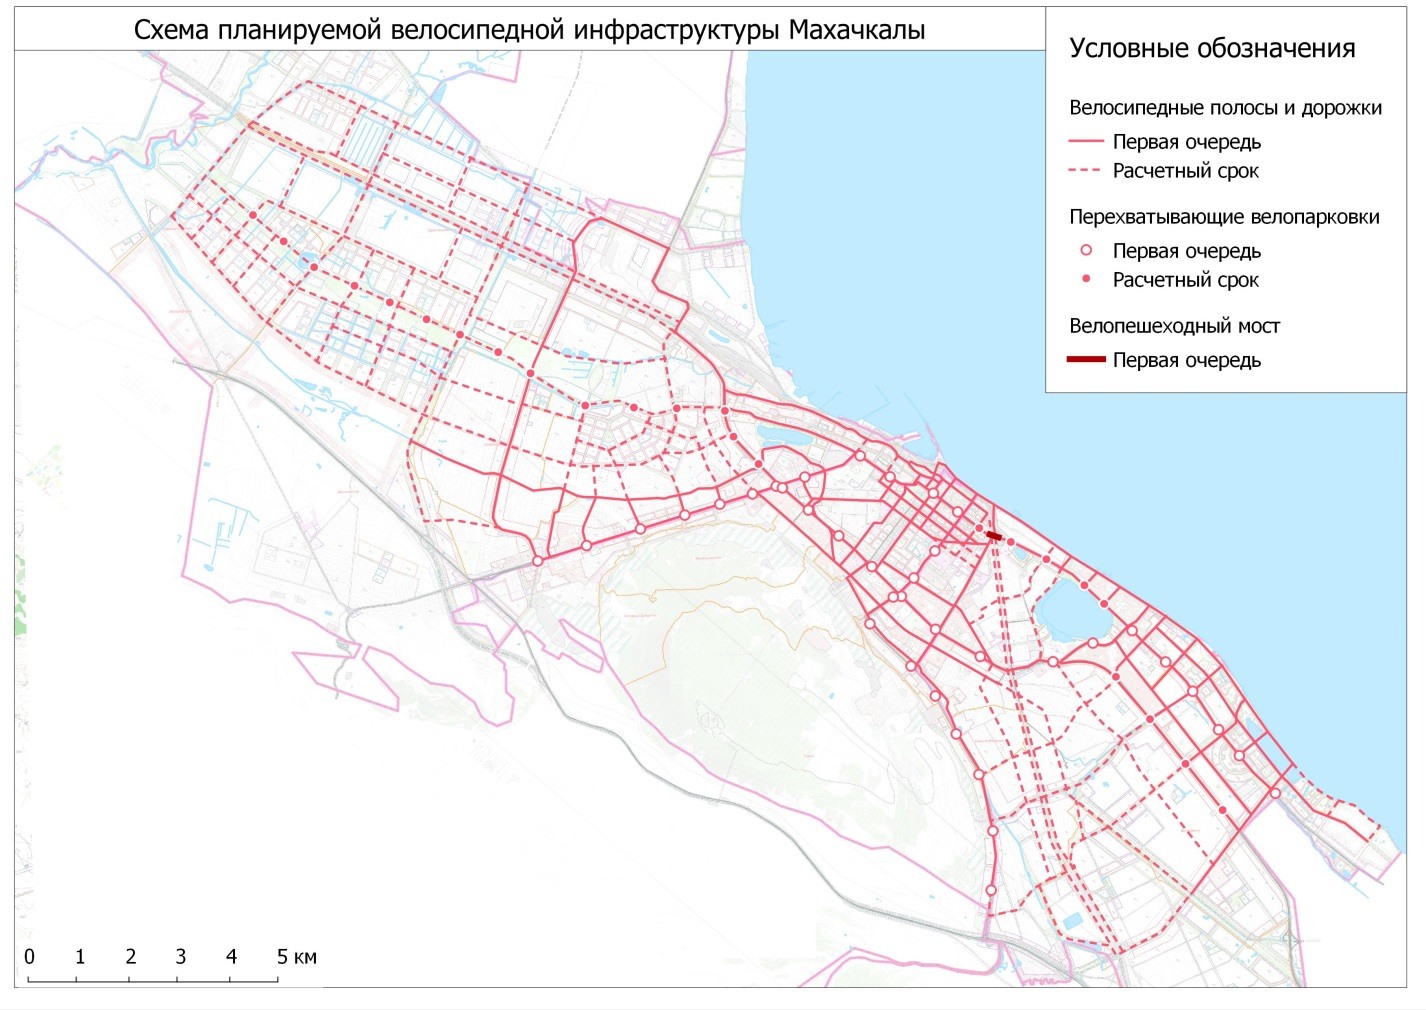 Схема планируемой велосипедной инфраструктуры Махачкалы
Условные обозначения
Велосипедные полосы и дорожки
Первая очередь
Расчетный срок
Перехватывающие велопарковки
Первая очередь
Расчетный срок
Велопешеходный мост
Первая очередь
0 1 2 3 4 5 км